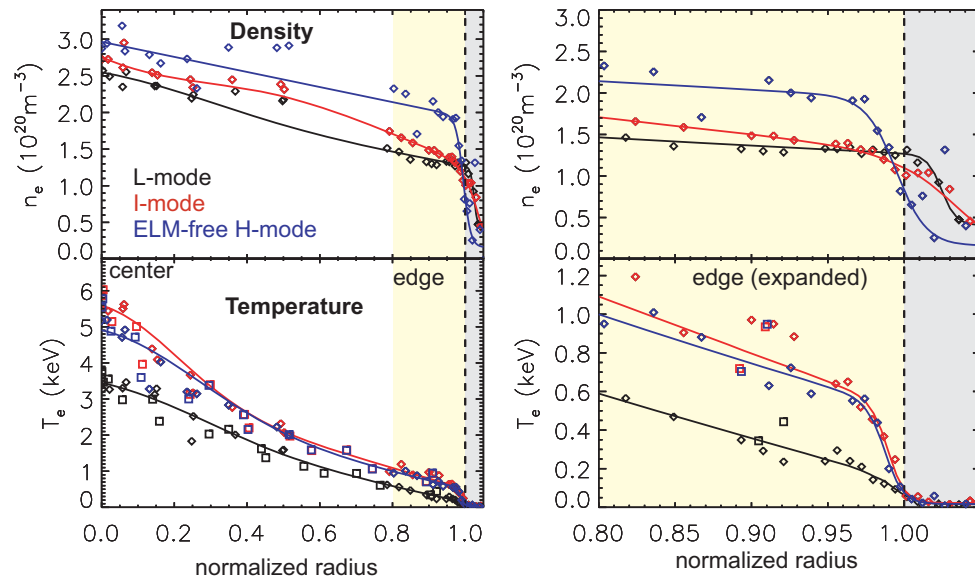 Density
n_e (10^20 m^-3)
3.0
2.5
2.0
1.5
1.0
0.5
0.0
L-mode
I-mode
ELM-free H-mode
n_e (10^20 m^-3)
3.0
2.5
2.0
1.5
1.0
0.5
0.0
center
edge
Temperature
T_e (keV)
6
5
4
3
2
1
0
0.0 0.2 0.4 0.6 0.8 1.0
normalized radius
edge (expanded)
T_e (keV)
1.2
1.0
0.8
0.6
0.4
0.2
0.0
0.80 0.85 0.90 0.95 1.00
normalized radius